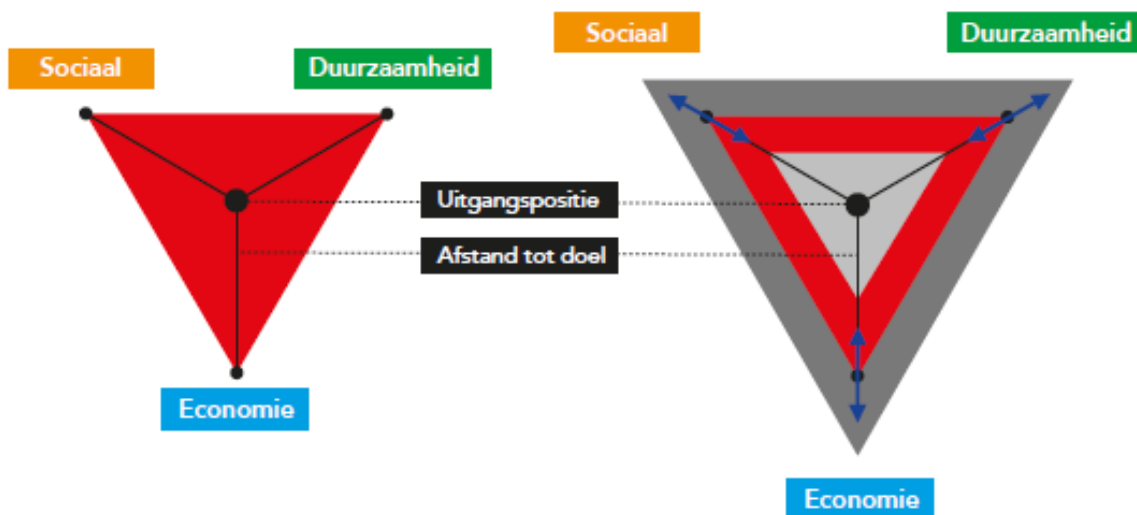 Sociaal
Duurzaamheid
Sociaal
Duurzaamheid
Uitgangspositie
Afstand tot doel
Economie
Economie